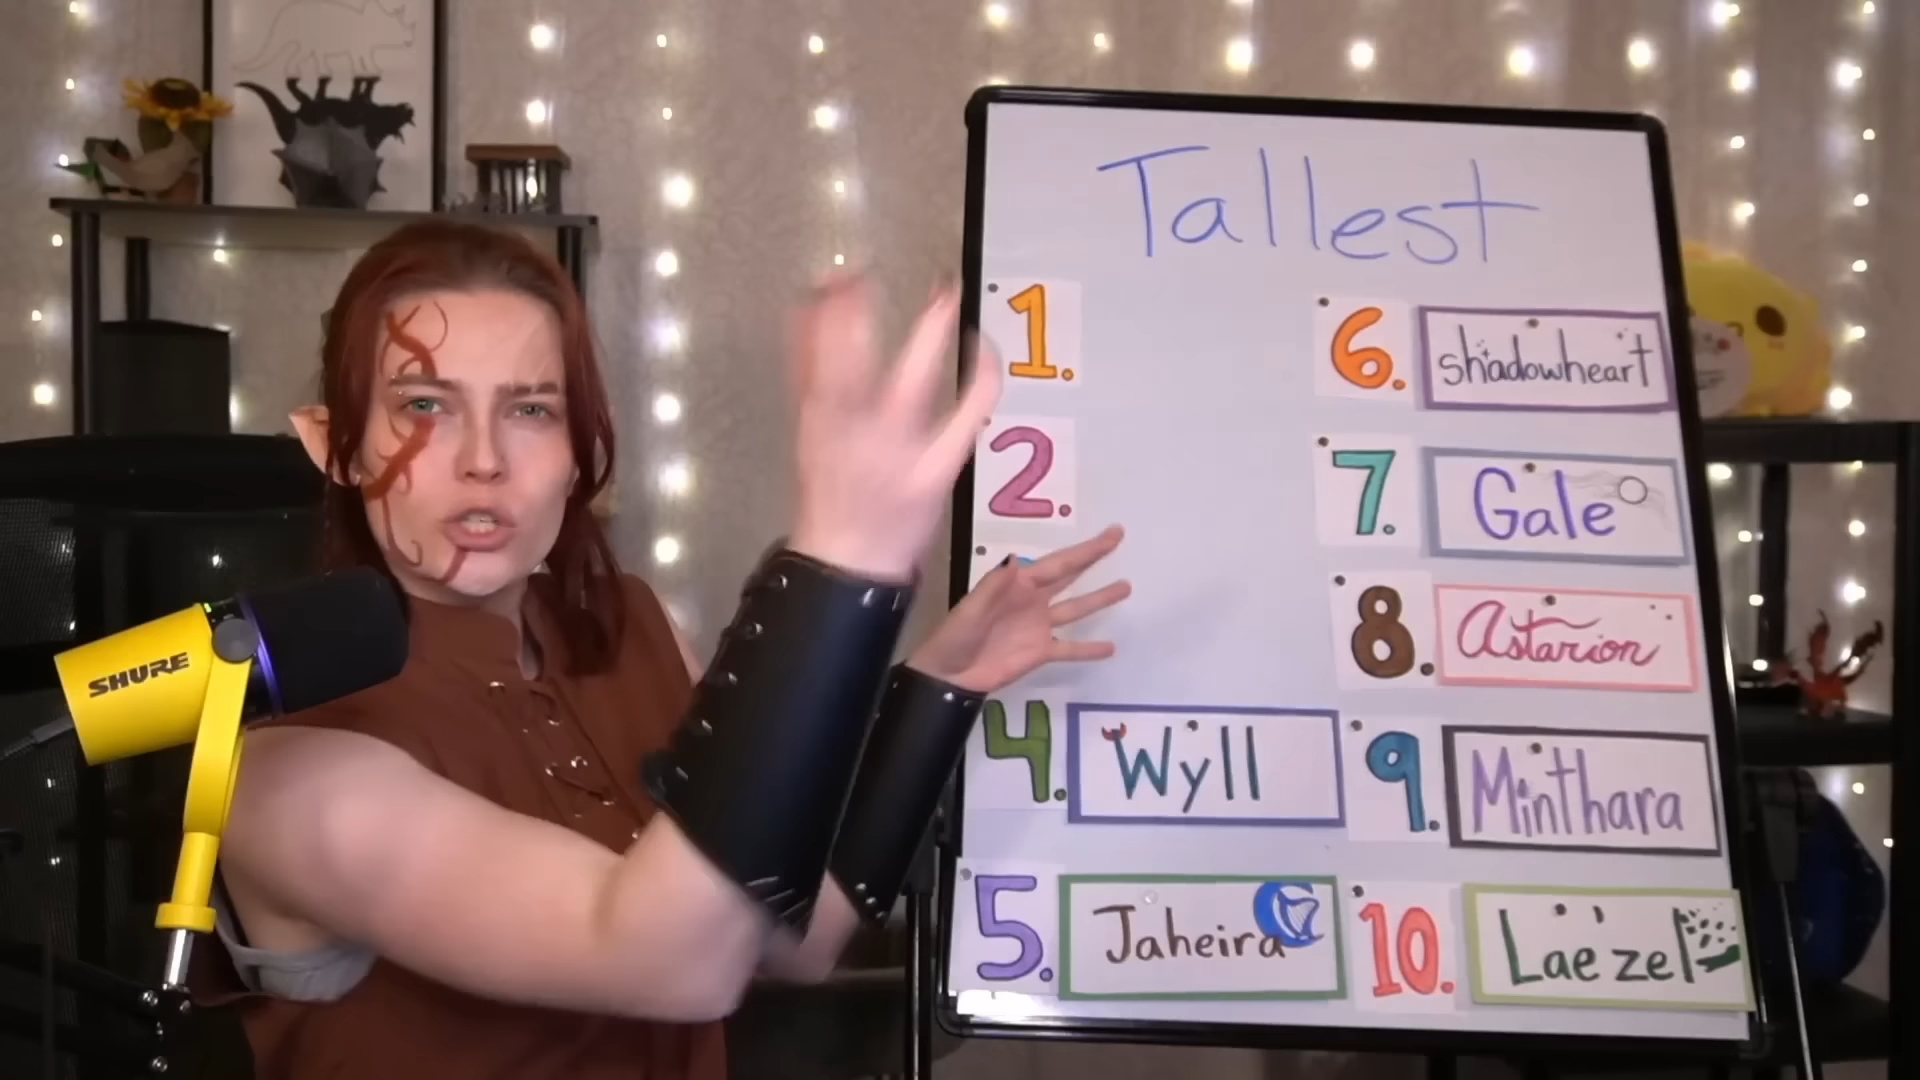 Tallest
1.
2.
4. Wyll
5. Jaheira
6. shadowheart
7. Gale
8. Astarion
9. Minthara
10. Lae'zel
SHURE